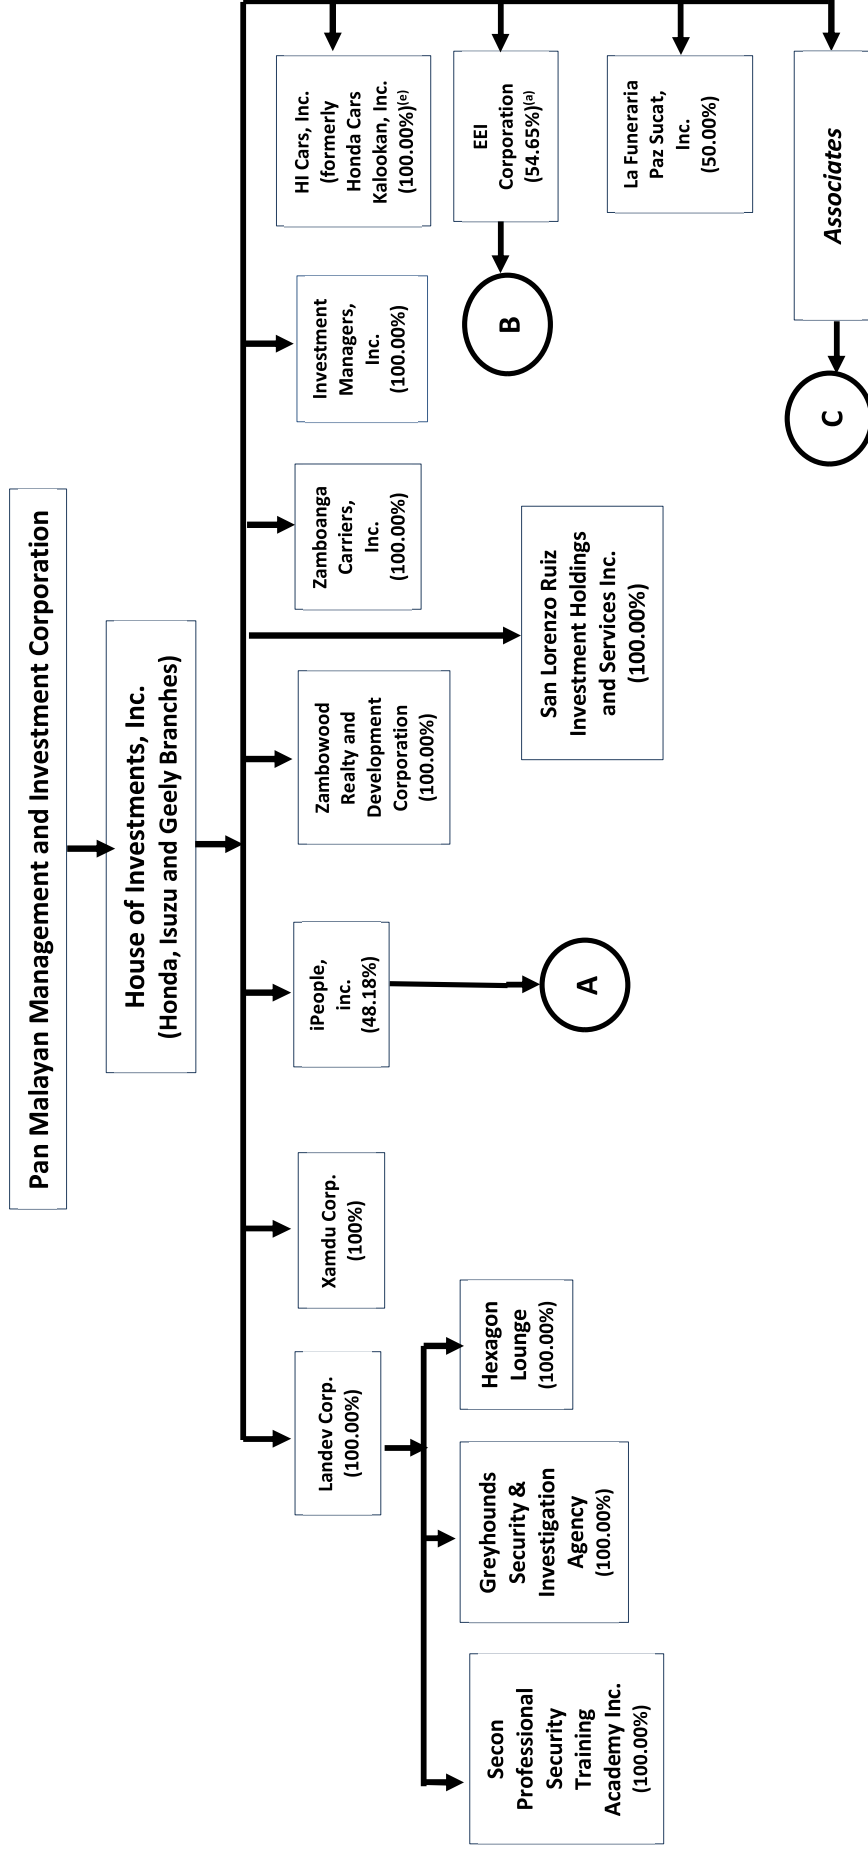 Pan Malayan Management and Investment Corporation
House of Investments, Inc.
(Honda, Isuzu and Geely Branches)
Landev Corp.
(100.00%)
Xamdu Corp.
(100%)
iPeople,
inc.
(48.18%)
Zambowood
Realty and
Development
Corporation
(100.00%)
Zamboanga
Carriers,
Inc.
(100.00%)
Investment
Managers,
Inc.
(100.00%)
HI Cars, Inc.
(formerly
Honda Cars
Kalookan, Inc.
(100.00%)(e)
Secon
Professional
Security
Training
Academy Inc.
(100.00%)
Greyhounds
Security &
Investigation
Agency
(100.00%)
Hexagon
Lounge
(100.00%)
A
San Lorenzo Ruiz
Investment Holdings
and Services Inc.
(100.00%)
B
EEI
Corporation
(54.65%)(a)
La Funeraria
Paz Sucat,
Inc.
(50.00%)
C
Associates